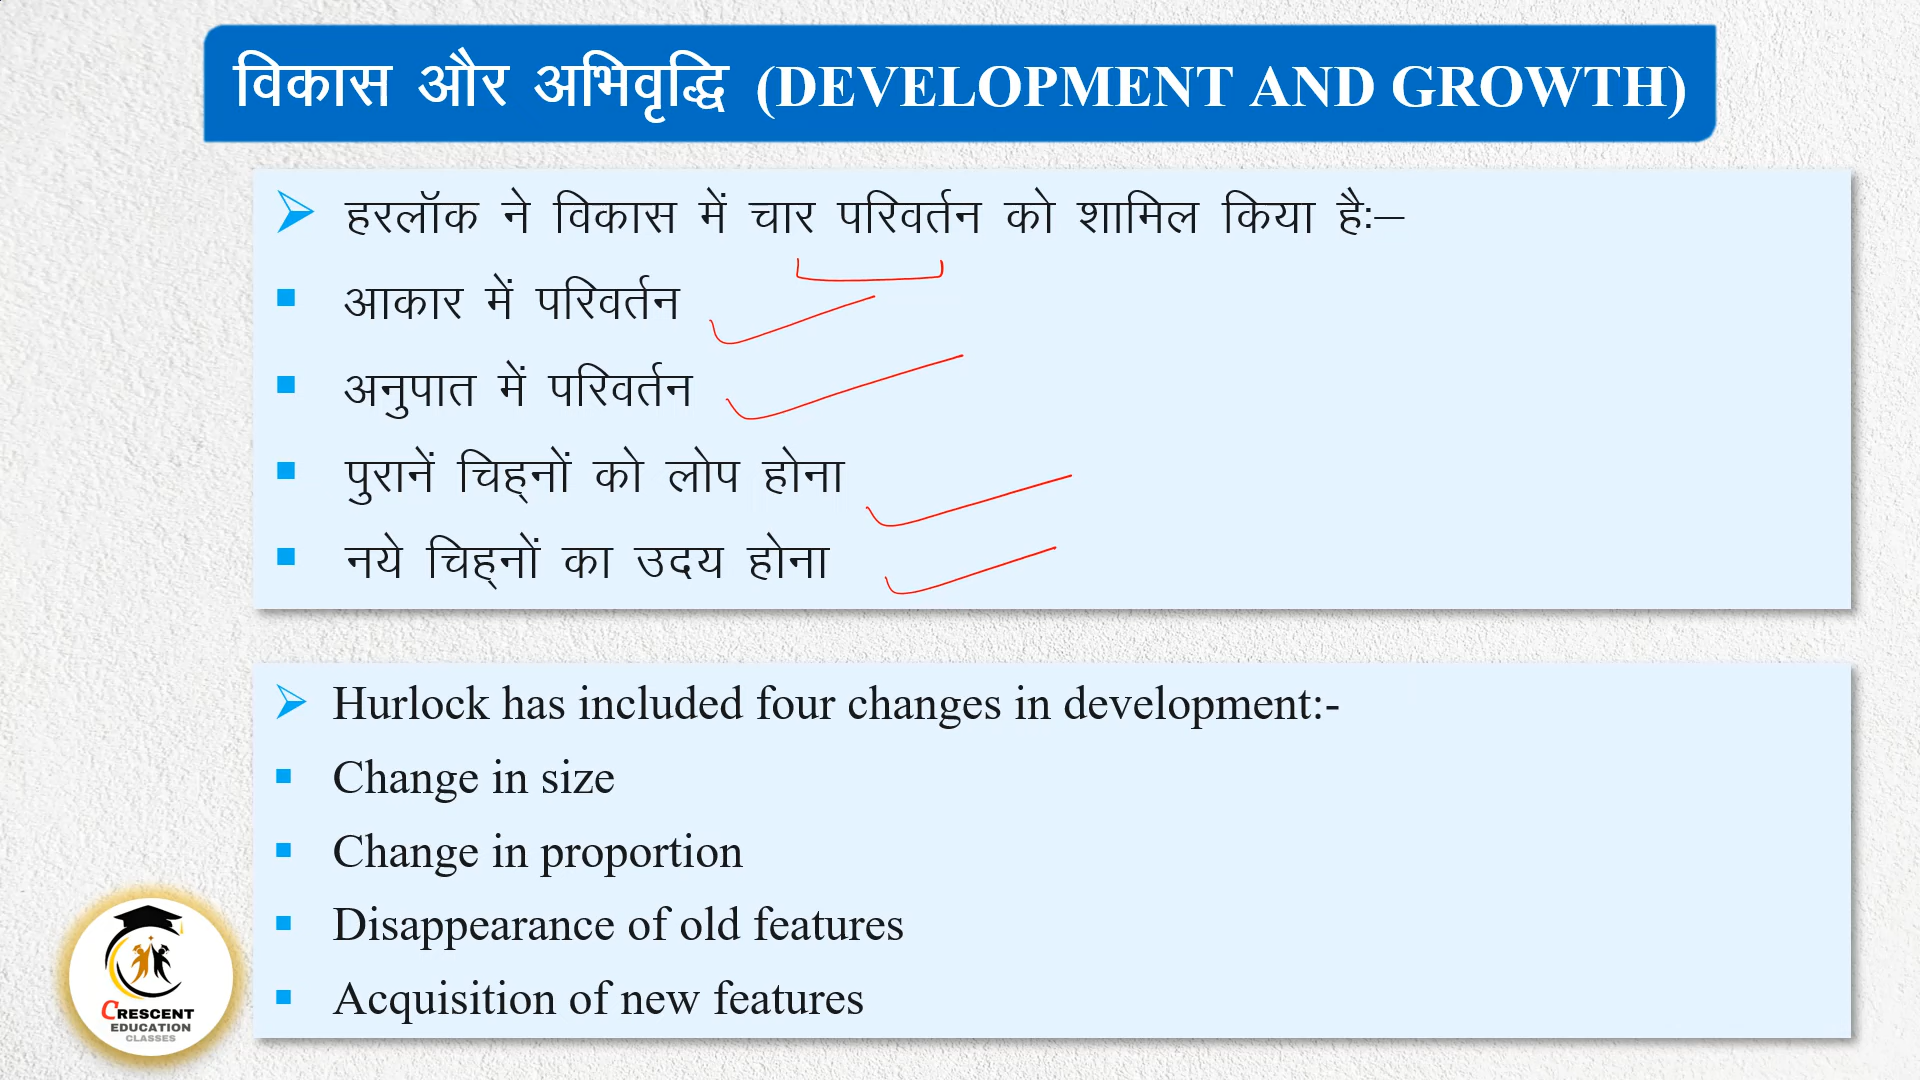 विकास और अभिवृद्धि (DEVELOPMENT AND GROWTH)
हरलॉक ने विकास में चार परिवर्तन को शामिल किया है:–
आकार में परिवर्तन
अनुपात में परिवर्तन
पुरानें चिह्नों को लोप होना
नये चिह्नों का उदय होना
Hurlock has included four changes in development:-
Change in size
Change in proportion
Disappearance of old features
Acquisition of new features
CRESCENT
EDUCATION
CLASSES